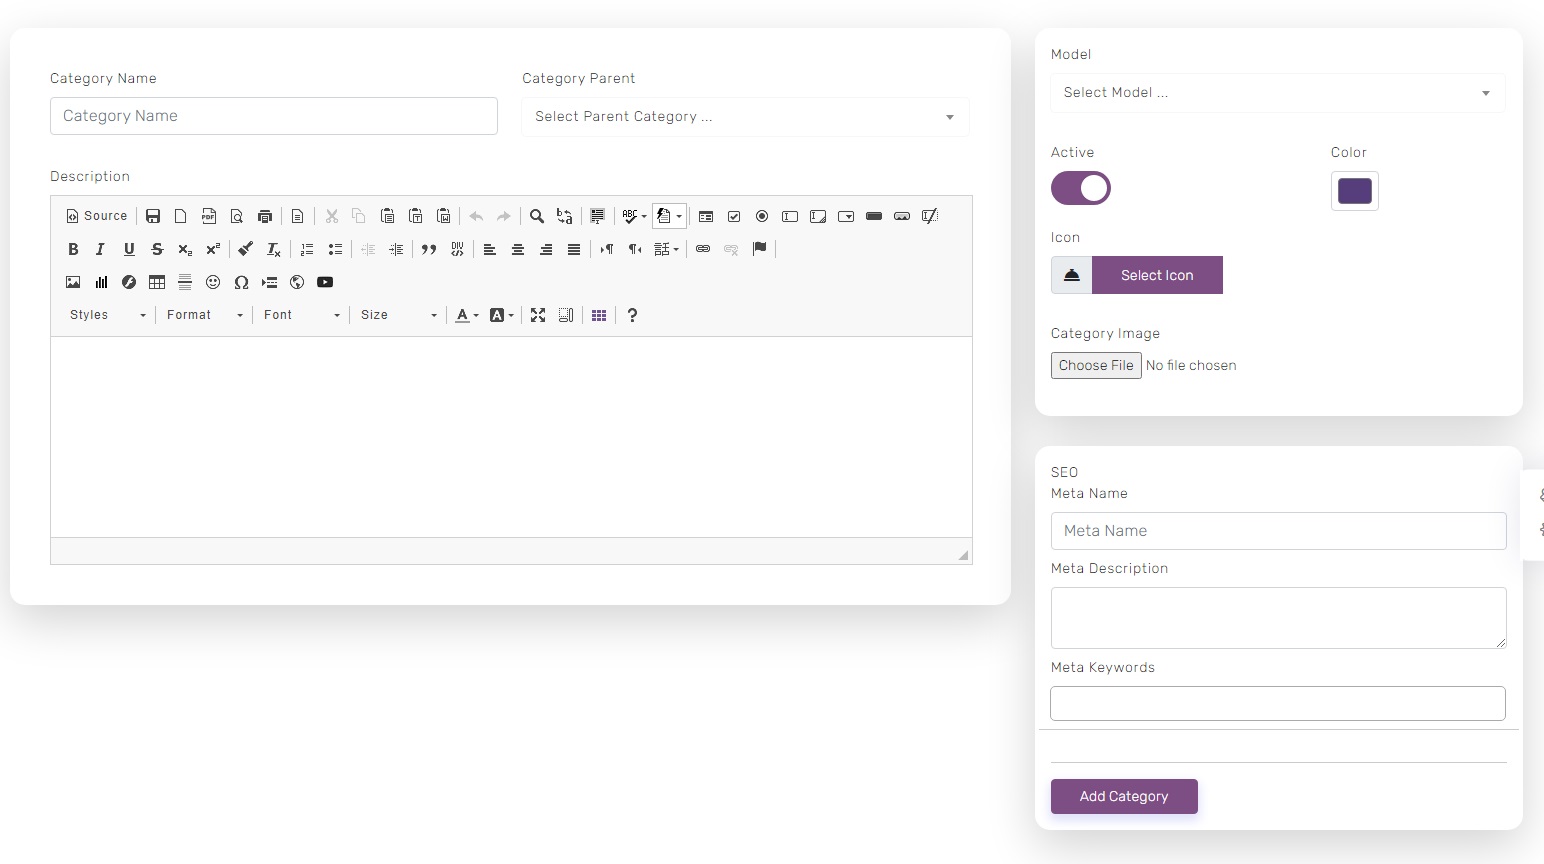 Category Name
Category Name
Category Parent
Select Parent Category ...
Description
Source
Styles
Format
Font
Size
Model
Select Model ...
Active
Color
Icon
Select Icon
Category Image
Choose File No file chosen
SEO
Meta Name
Meta Name
Meta Description
Meta Keywords
Add Category